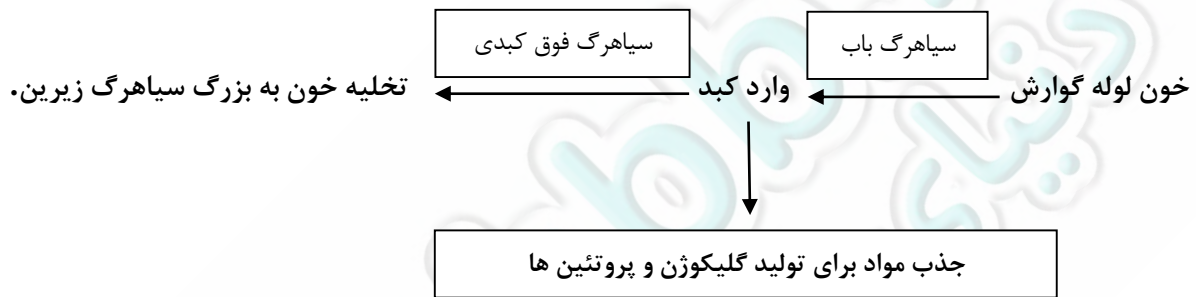 سیاهرگ باب
سیاهرگ فوق کبدی
خون لوله گوارش
وارد کبد
تخلیه خون به بزرگ سیاهرگ زیرین.
جذب مواد برای تولید گلیکوژن و پروتئین ها
دنیای